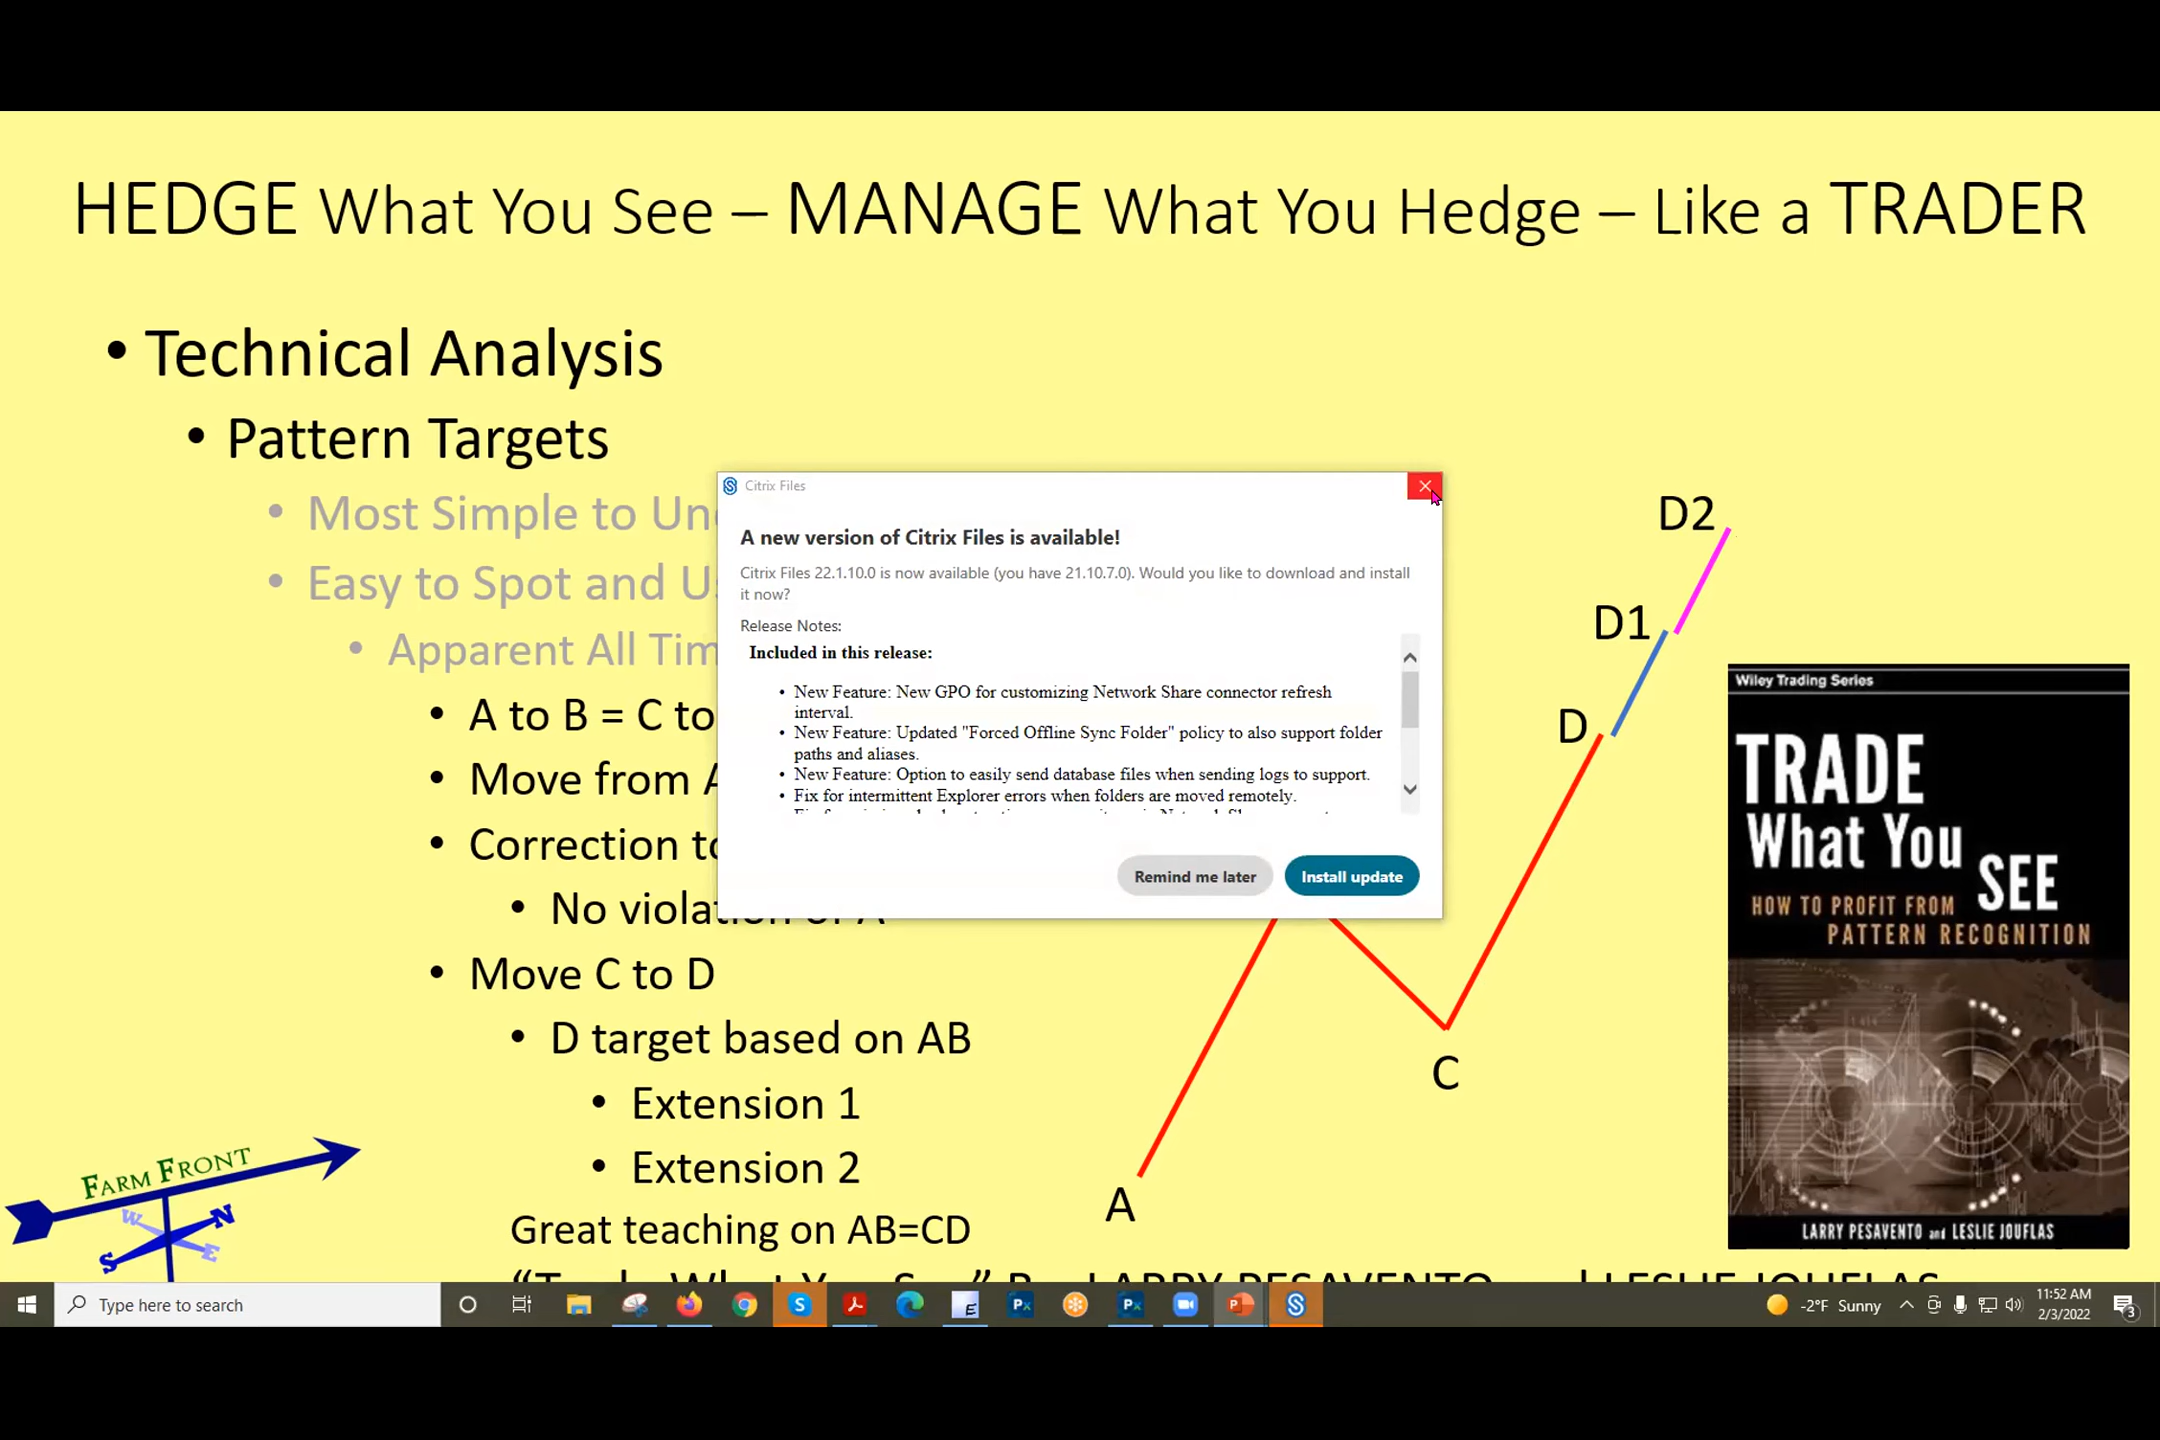 HEDGE What You See – MANAGE What You Hedge – Like a TRADER
• Technical Analysis
• Pattern Targets
• Most Simple to
• Easy to Spot and
• Apparent All
• A to B = C to
• Move from
• Correction
• No
• Move C to D
• D target based on AB
• Extension 1
• Extension 2
Great teaching on AB=CD
Citrix Files
A new version of Citrix Files is available!
Citrix Files 22.1.10.0 is now available (you have 21.10.7.0). Would you like to download and install
it now?
Release Notes:
Included in this release:
• New Feature: New GPO for customizing Network Share connector refresh
interval.
• New Feature: Updated "Forced Offline Sync Folder" policy to also support folder
paths and aliases.
• New Feature: Option to easily send database files when sending logs to support.
• Fix for intermittent Explorer errors when folders are moved remotely.
Remind me later
Install update
D2
D1
D
C
A
Wiley Trading Series
TRADE
What You
SEE
HOW TO PROFIT FROM
PATTERN RECOGNITION
LARRY PESAVENTO and LESLIE JOUFLAS
FARM FRONT
W
N
S
E
Type here to search
-2°F Sunny
11:52 AM
2/3/2022
3